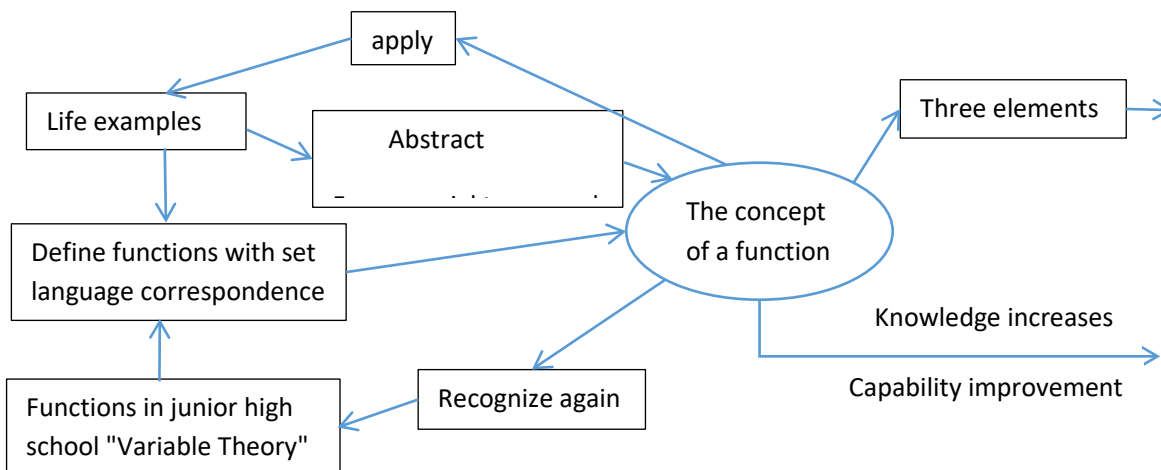 apply
Life examples
Abstract
Three elements
The concept
of a function
Define functions with set
language correspondence
Knowledge increases
Capability improvement
Recognize again
Functions in junior high
school "Variable Theory"